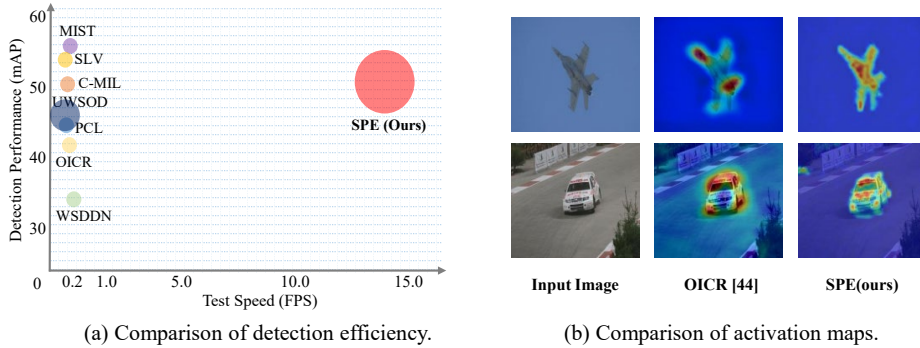 60
50
40
30
0
Detection Performance (mAP)
MIST
SLV
C-MIL
UWSOD
PCL
OICR
WSDDN
SPE (Ours)
0.2 1.0 5.0 10.0 15.0
Test Speed (FPS)
(a) Comparison of detection efficiency.
Input Image OICR [44] SPE(ours)
(b) Comparison of activation maps.